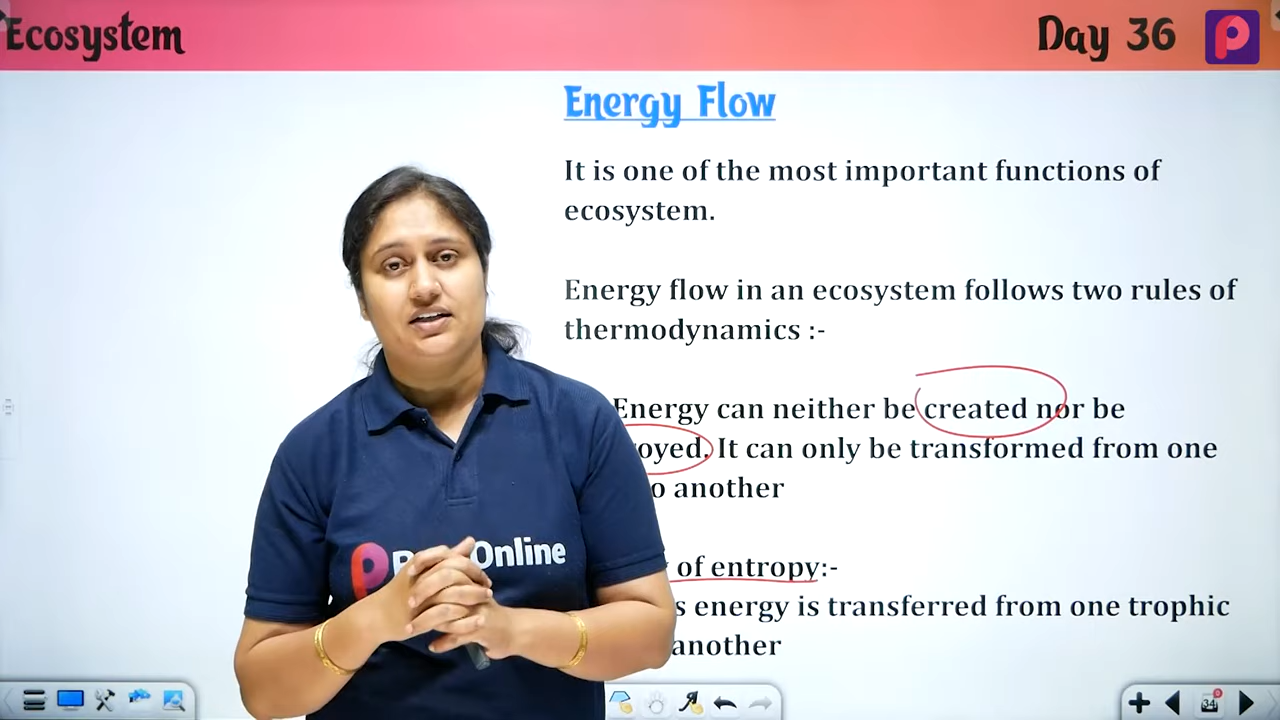 Ecosystem
Day 36
Energy Flow
It is one of the most important functions of
ecosystem.
Energy flow in an ecosystem follows two rules of
thermodynamics :-
Energy can neither be created nor be
royed. It can only be transformed from one
o another
of entropy:-
s energy is transferred from one trophic
another
Online
34